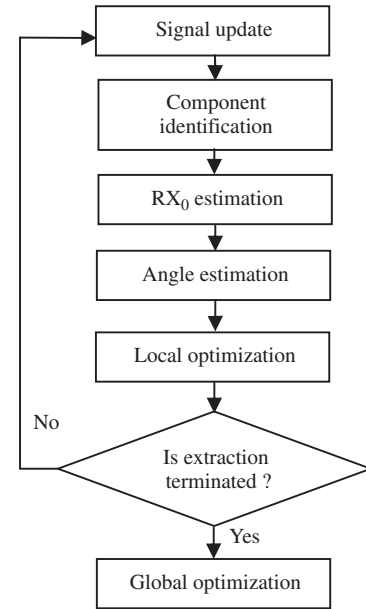 Signal update
Component
identification
RX₀ estimation
Angle estimation
Local optimization
No
Is extraction
terminated ?
Yes
Global optimization